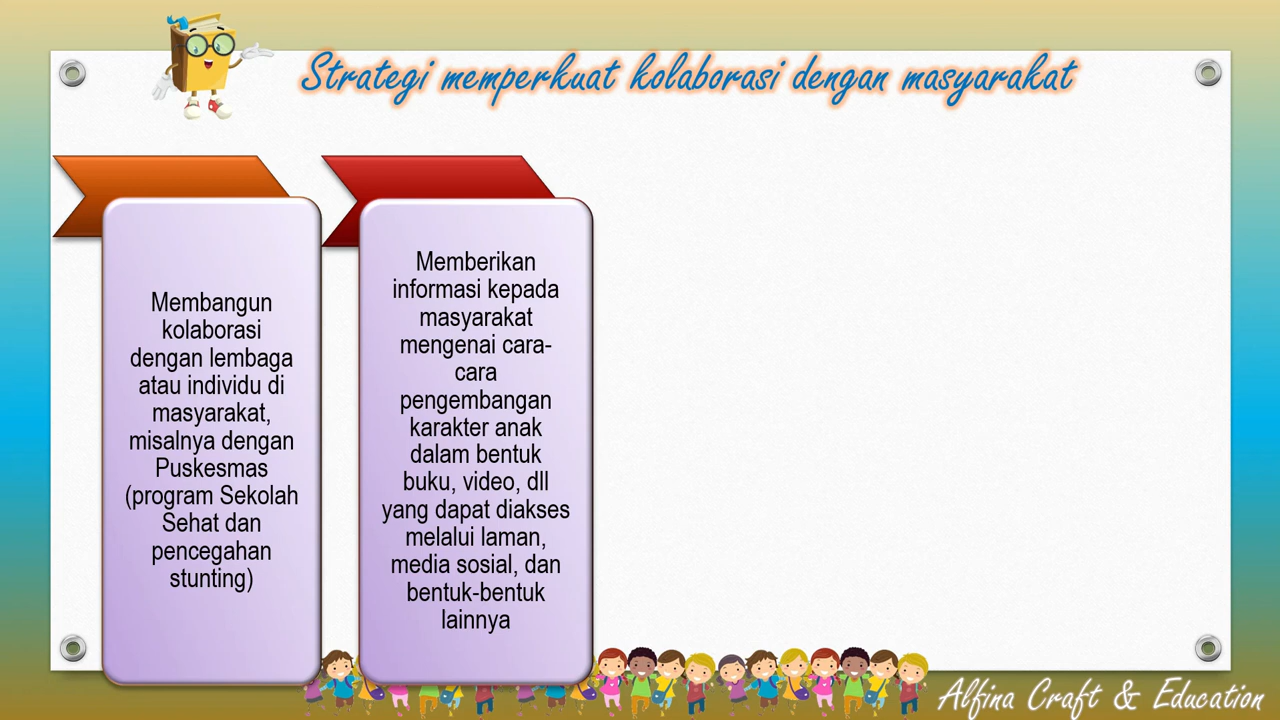 Strategi memperkuat kolaborasi dengan masyarakat
Membangun
kolaborasi
dengan lembaga
atau individu di
masyarakat,
misalnya dengan
Puskesmas
(program Sekolah
Sehat dan
pencegahan
stunting)
Memberikan
informasi kepada
masyarakat
mengenai cara-
cara
pengembangan
karakter anak
dalam bentuk
buku, video, dll
yang dapat diakses
melalui laman,
media sosial, dan
bentuk-bentuk
lainnya
Alfina Craft & Education